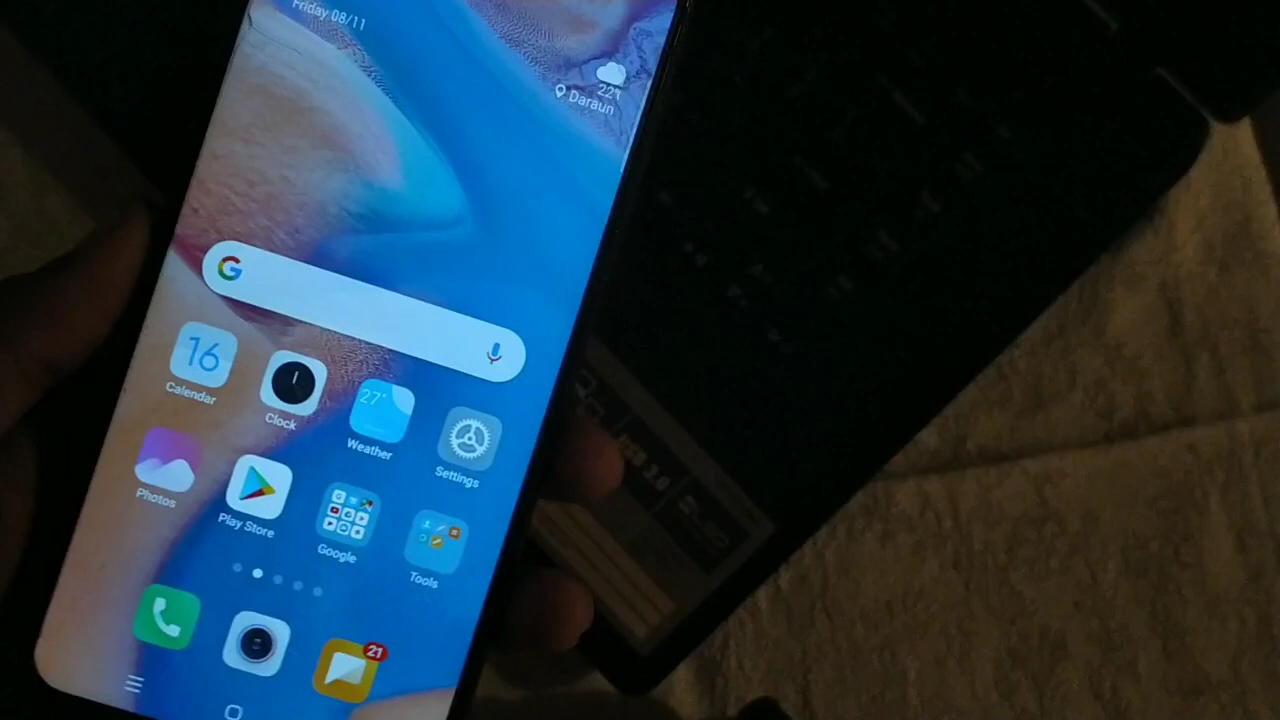 Friday 08/11
22°
Daraun
G
16
Calendar
Clock
27°
Weather
Settings
Photos
Play Store
Google
Tools
21